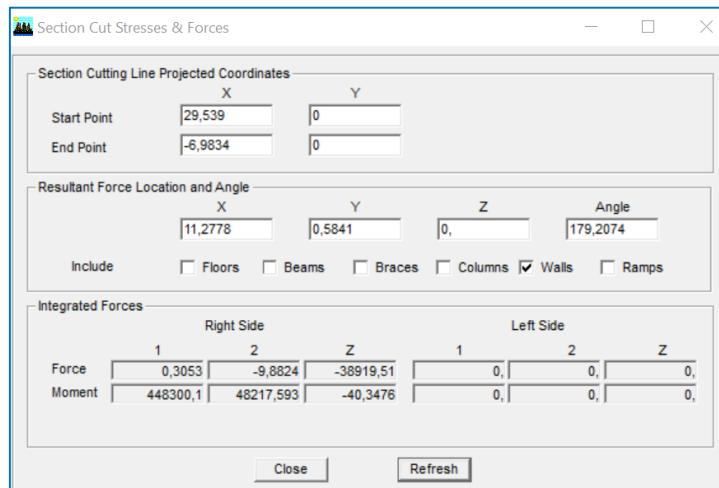 Section Cut Stresses & Forces
Section Cutting Line Projected Coordinates
X Y
Start Point 29,539 0
End Point -6,9834 0
Resultant Force Location and Angle
X Y Z Angle
11,2778 0,5841 0, 179,2074
Include Floors Beams Braces Columns Walls Ramps
Integrated Forces
Right Side Left Side
1 2 Z 1 2 Z
Force 0,3053 -9,8824 -38919,51 0, 0, 0,
Moment 448300,1 48217,593 -40,3476 0, 0, 0,
Close Refresh